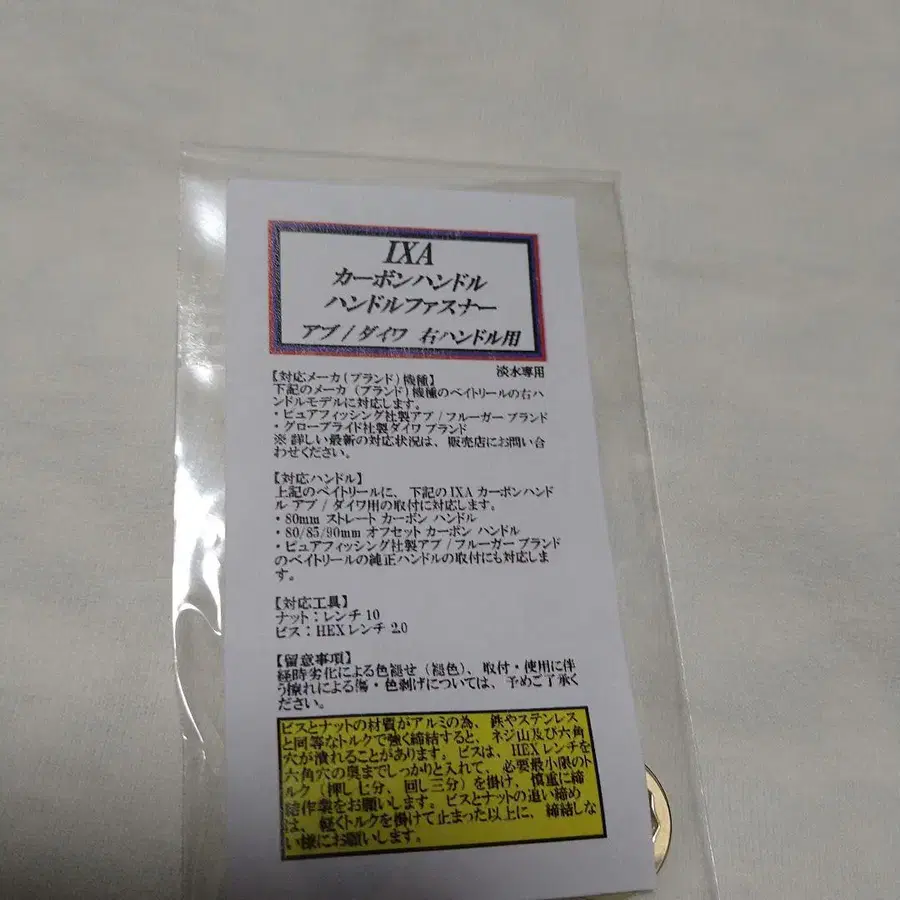 IXA
カーボンハンドル
ハンドルファスナー
アブ / ダイワ 右ハンドル用
淡水専用
【対応メーカ(ブランド)機種】
下記のメーカ (ブランド)機種のベイトリールの右ハ
ンドルモデルに対応します。
・ピュアフィッシング社製アブ / フルーガー ブランド
・グローブライド社製ダイワ ブランド
※ 詳しい最新の対応状況は、販売店にお問い合
わせください。
【対応ハンドル】
上記のベイトリールに、下記のIXA カーボンハンド
ル アブ / ダイワ用の取付に対応します。
・80mm ストレート カーボン ハンドル
・80/85/90mm オフセット カーボン ハンドル
・ピュアフィッシング社製アブ / フルーガー ブランド
のベイトリールの純正ハンドルの取付にも対応しま
す。
【対応工具】
ナット：レンチ 10
ビス：HEXレンチ 2.0
【留意事項】
経時劣化による色褪せ (褪色)、取付・使用に伴
う擦れによる傷・色剥げについては、予めご了承く
ださい。
ビスとナットの材質がアルミの為、鉄やステンレス
と同等なトルクで強く締結すると、ネジ山及び六角
穴が潰れることがあります。ビスは、HEXレンチを
六角穴の奥までしっかりと入れて、必要最小限のト
ルク (押し七分、回し三分) を掛け、慎重に締
結作業をお願いします。ビスとナットの追い締め
は、軽くトルクを掛けて止まった以上に、締結しな
い様にお願いします。